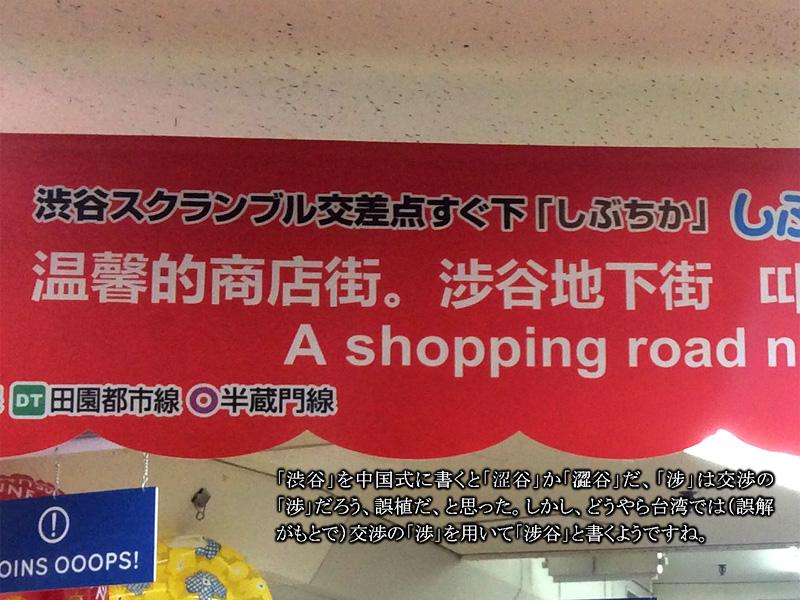 渋谷スクランブル交差点すぐ下「しぶちか」 しぶ
温馨的商店街。 涉谷地下街
A shopping road n
DT 田園都市線 半蔵門線
OINS OOOPS!
「渋谷」を中国式に書くと「涩谷」か「澀谷」だ、「渉」は交渉の
「渉」だろう、誤植だ、と思った。しかし、どうやら台湾では(誤解
がもとで)交渉の「渉」を用いて「涉谷」と書くようですね。